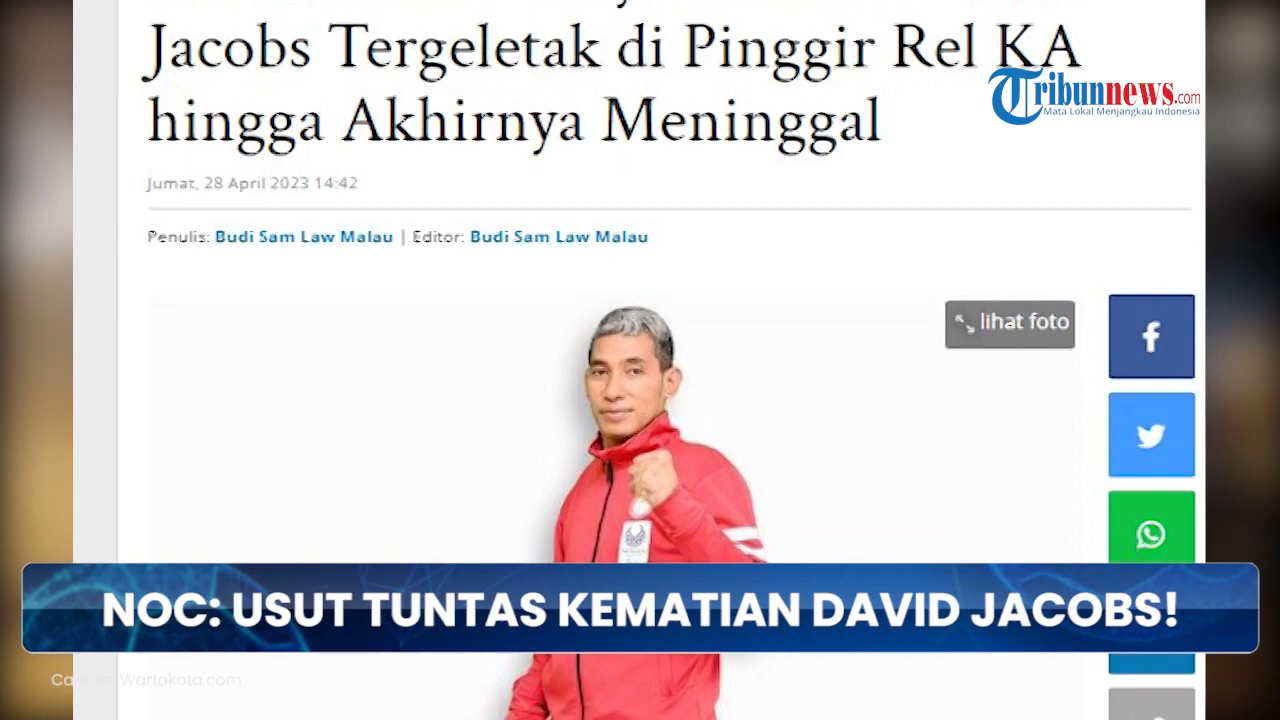 Jacobs Tergeletak di Pinggir Rel KA
hingga Akhirnya Meninggal
Tribunnews.com
Mata Lokal Menjangkau Indonesia
Jumat, 28 April 2023 14:42
Penulis: Budi Sam Law Malau | Editor: Budi Sam Law Malau
lihat foto
NOC: USUT TUNTAS KEMATIAN DAVID JACOBS!
Wartakota.com